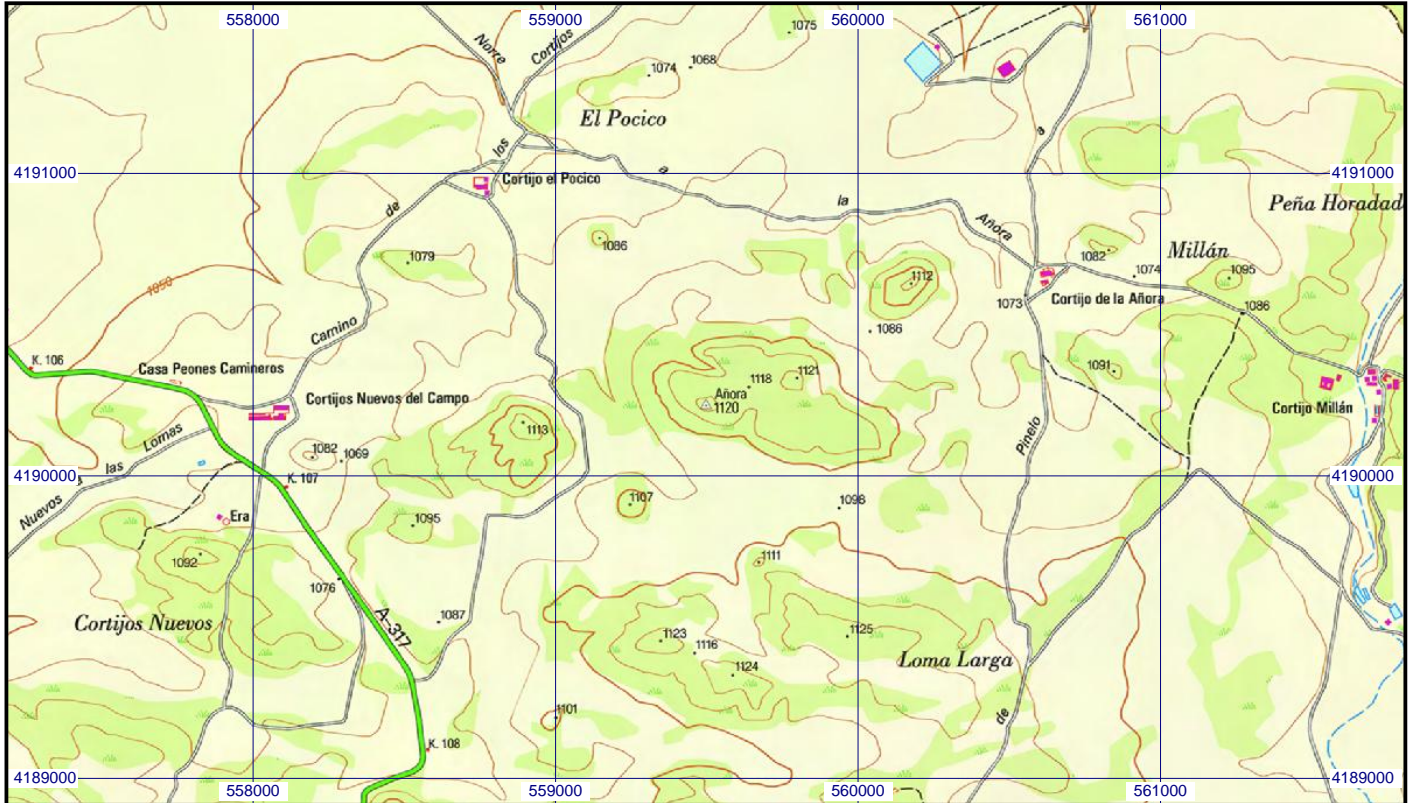 558000 559000 560000 561000
1075
Norre
Cortijos
1074
1068
El Pocico
a
los
4191000
4191000
Cortijo el Pocico
a
de
la
Peña Horadad
Añora
1086
Millán
1079
1082
1074
1095
1112
1050
1073
Cortijo de la Añora
1086
1086
Camino
K. 106
Casa Peones Camineros
1091
1118
1121
Añora
1120
Cortijos Nuevos del Campo
Cortijo Millán
1113
Lomas
Pinelo
1082
1069
las
4190000
4190000
K. 107
Nuevos
1107
1098
Era
1095
1092
1111
1076
A-317
1087
Cortijos Nuevos
1123
1125
1116
Loma Larga
1124
1101
de
K. 108
4189000
4189000
558000 559000 560000 561000